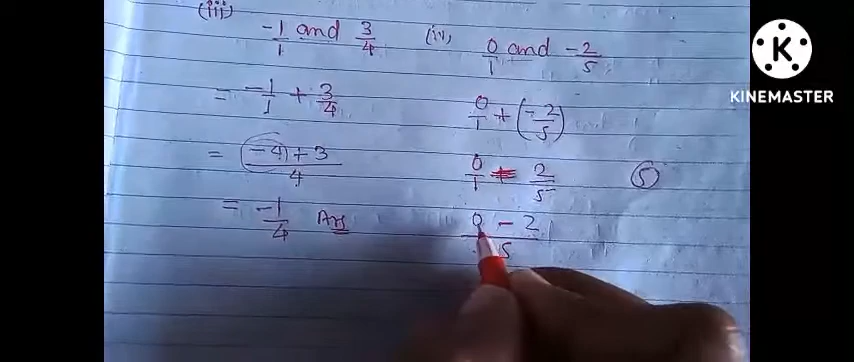 (iii) -1/1 and 3/4
= -1/1 + 3/4
= (-4)+3/4
= -1/4 Ans
(iv) 0/1 and -2/5
0/1 + (-2/5)
0/1 - 2/5
5
0 - 2/5
KINEMASTER